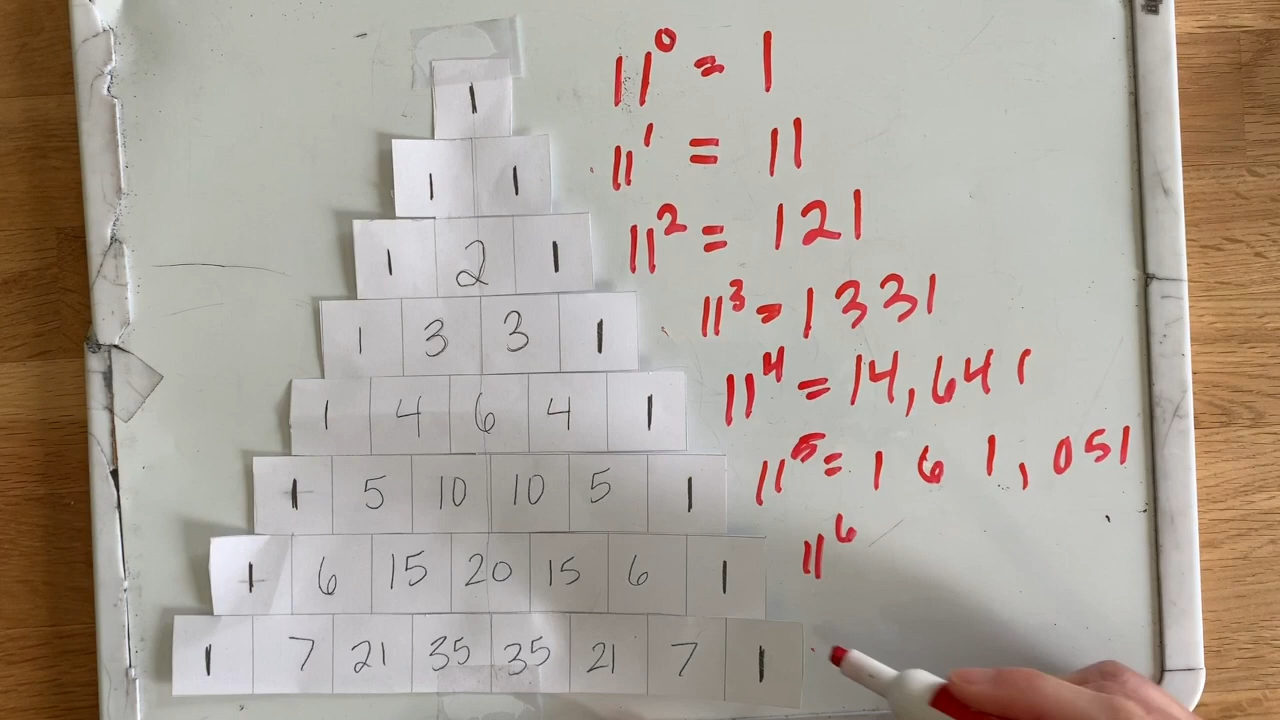 1
11⁰ = 1
1 1
11¹ = 11
1 2 1
11² = 121
1 3 3 1
11³ = 1331
1 4 6 4 1
11⁴ = 14,641
1 5 10 10 5 1
11⁵ = 161,051
1 6 15 20 15 6 1
11⁶
1 7 21 35 35 21 7 1